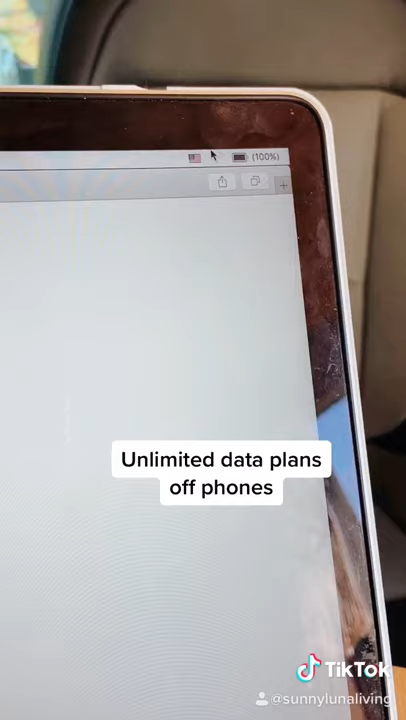 (100%)
Unlimited data plans
off phones
TikTok
@sunnylunaliving